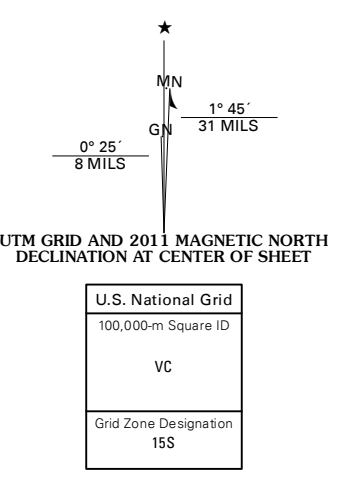 ★
MN
1° 45´
31 MILS
GN
0° 25´
8 MILS
UTM GRID AND 2011 MAGNETIC NORTH
DECLINATION AT CENTER OF SHEET
U.S. National Grid
100,000-m Square ID
VC
Grid Zone Designation
15S